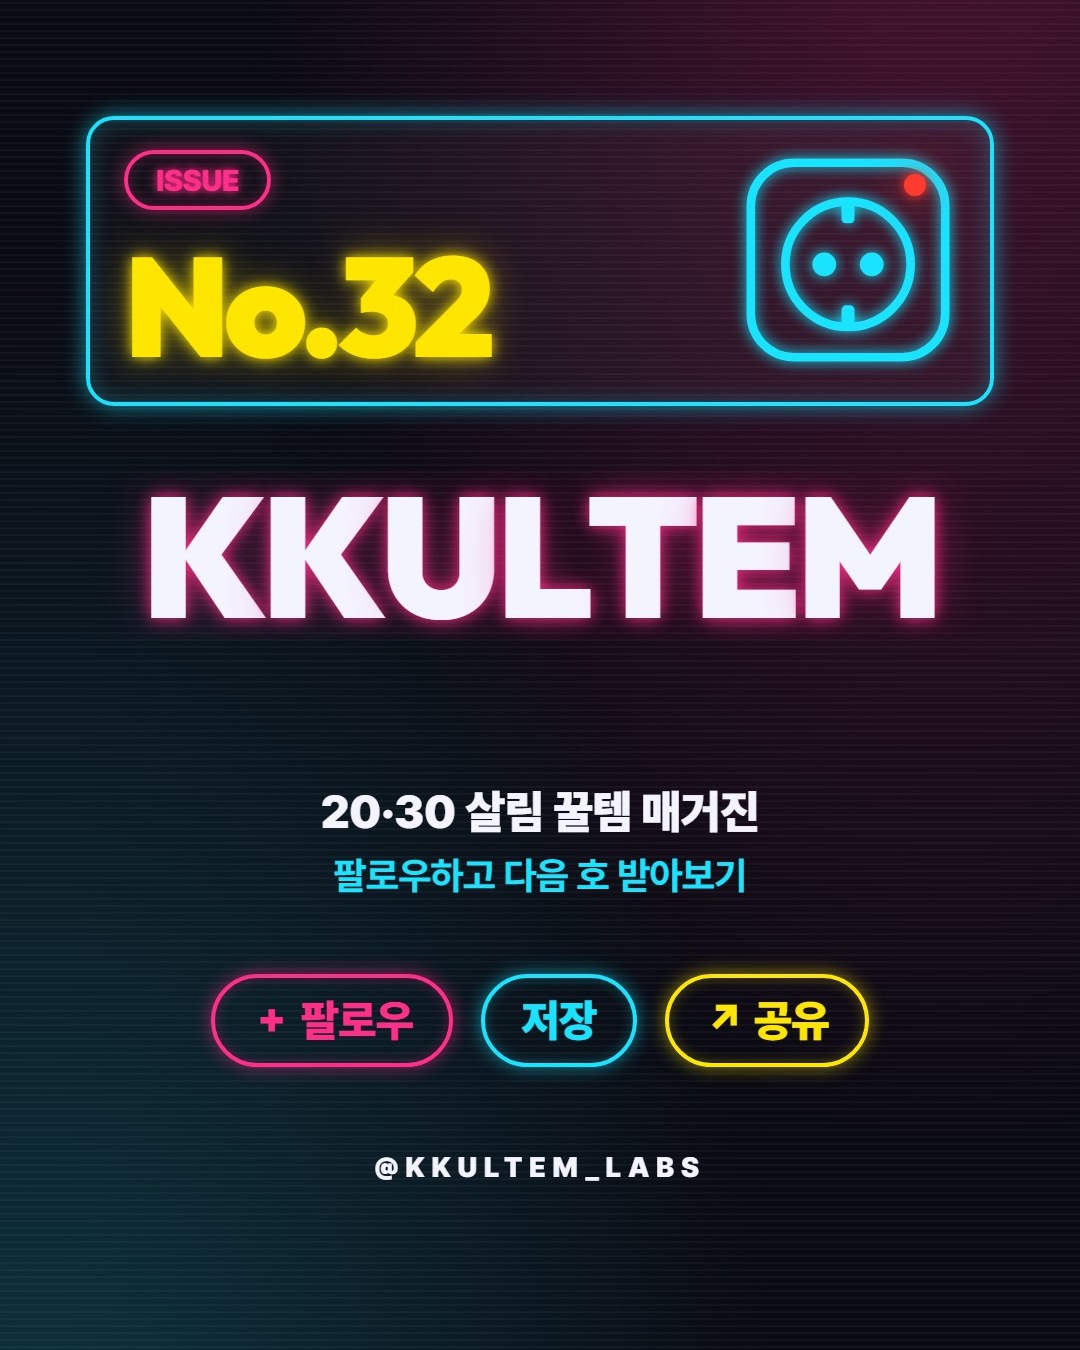 ISSUE
No.32
KKULTEM
20·30 살림 꿀템 매거진
팔로우하고 다음 호 받아보기
+ 팔로우
저장
↗ 공유
@KKULTEM_LABS